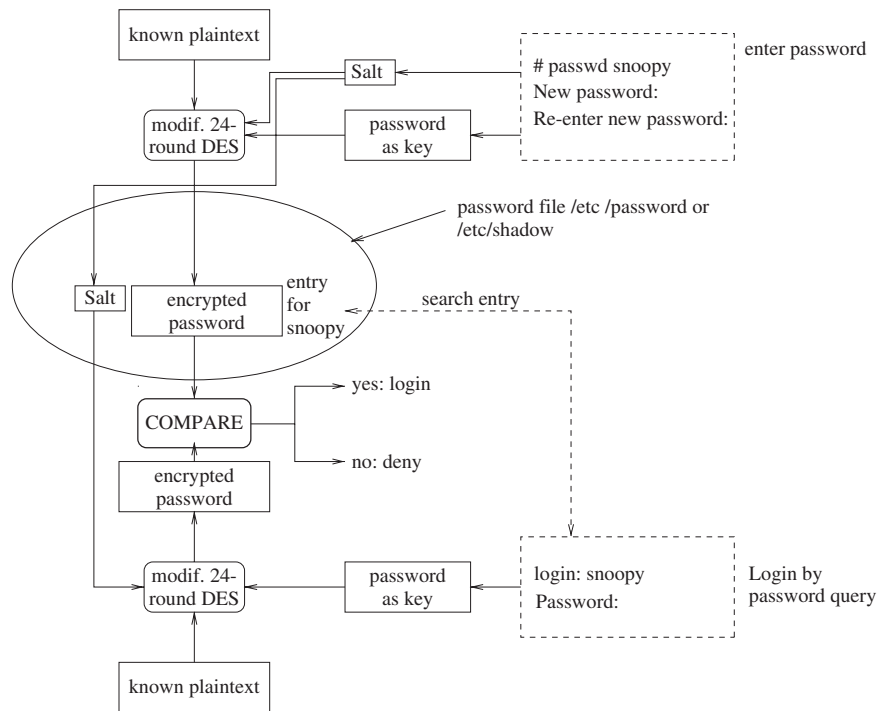 known plaintext
Salt
# passwd snoopy
New password:
Re-enter new password:
enter password
modif. 24-
round DES
password
as key
password file /etc /password or
/etc/shadow
Salt
encrypted
password
entry
for
snoopy
search entry
COMPARE
yes: login
no: deny
encrypted
password
modif. 24-
round DES
password
as key
login: snoopy
Password:
Login by
password query
known plaintext